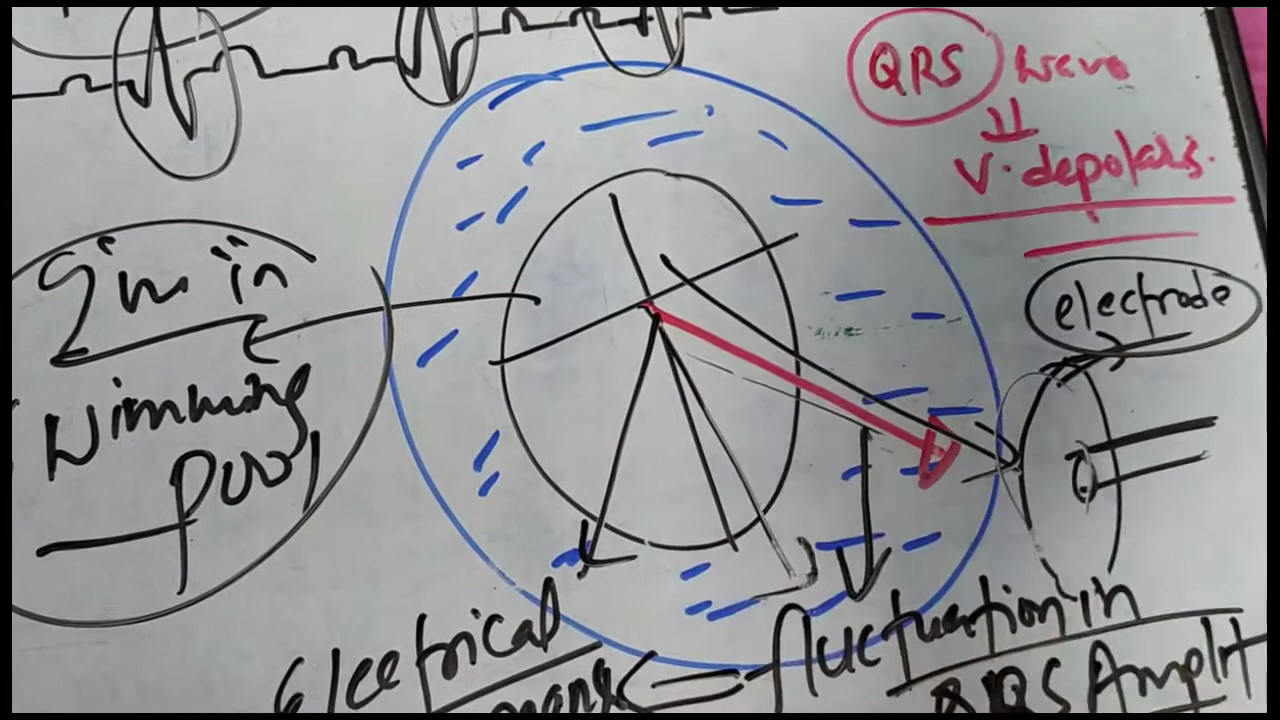 QRS wave
V. depolars.
electrode
Swimming
pool
Electrical
fluctuation in
QRS Amplit